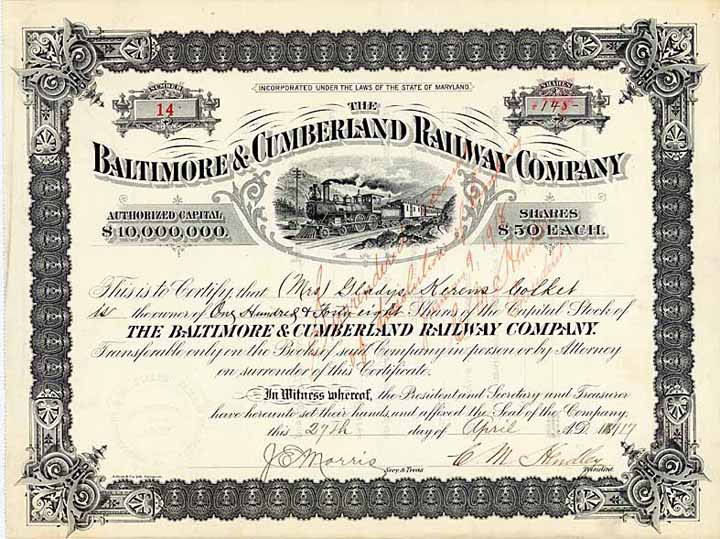 INCORPORATED UNDER THE LAWS OF THE STATE OF MARYLAND
NUMBER
14
SHARES
148
THE
BALTIMORE & CUMBERLAND RAILWAY COMPANY
AUTHORIZED CAPITAL
$10,000,000.
SHARES
$50 EACH.
This is to Certify that (Mrs) Gladys Kerens Colket
is the owner of One Hundred & Forty eight Shares of the Capital Stock of
THE BALTIMORE & CUMBERLAND RAILWAY COMPANY.
Transferable only on the Books of said Company in person or by Attorney
on surrender of this Certificate.
In Witness whereof, the President and Secretary and Treasurer
have hereunto set their hands, and affixed the Seal of the Company,
this 27th day of April A.D. 1917
J E Morris Secy & Treas C M Hendley President